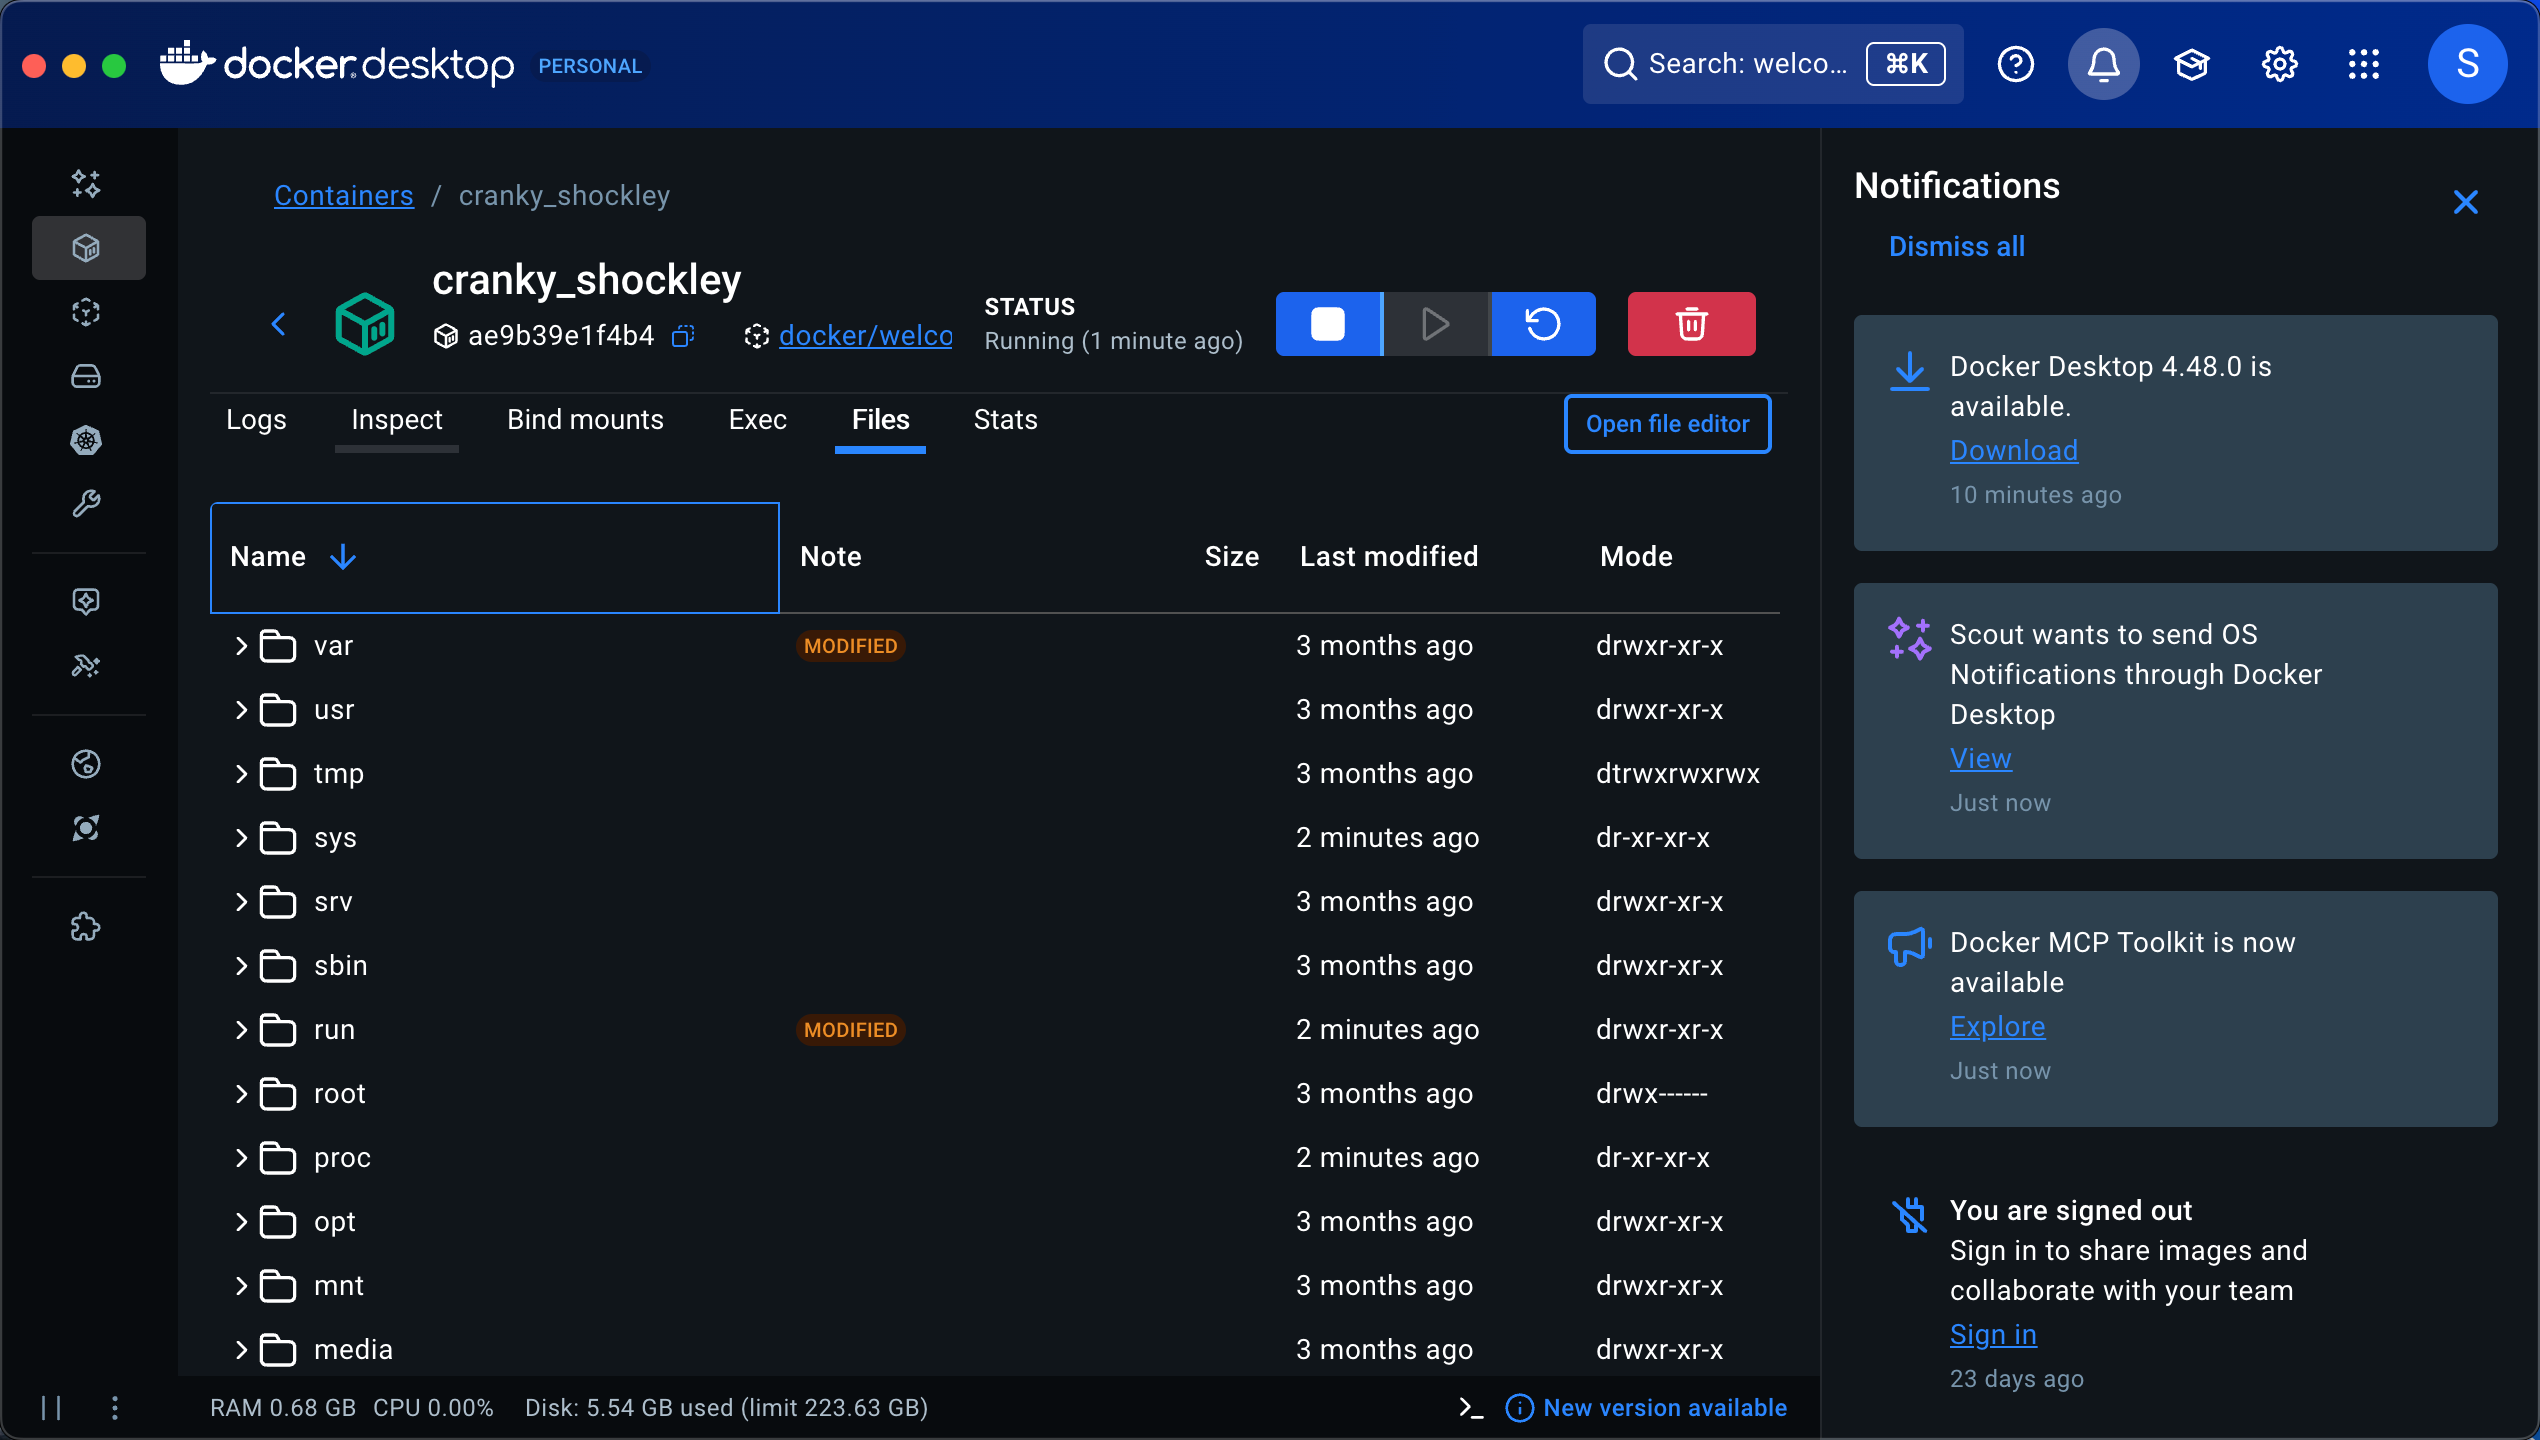 docker desktop PERSONAL
Search: welco... ⌘K
S
Containers / cranky_shockley
cranky_shockley
ae9b39e1f4b4 docker/welco
STATUS
Running (1 minute ago)
Logs Inspect Bind mounts Exec Files Stats
Open file editor
Name Note Size Last modified Mode
var MODIFIED 3 months ago drwxr-xr-x
usr 3 months ago drwxr-xr-x
tmp 3 months ago dtrwxrwxrwx
sys 2 minutes ago dr-xr-xr-x
srv 3 months ago drwxr-xr-x
sbin 3 months ago drwxr-xr-x
run MODIFIED 2 minutes ago drwxr-xr-x
root 3 months ago drwx------
proc 2 minutes ago dr-xr-xr-x
opt 3 months ago drwxr-xr-x
mnt 3 months ago drwxr-xr-x
media 3 months ago drwxr-xr-x
RAM 0.68 GB CPU 0.00% Disk: 5.54 GB used (limit 223.63 GB)
New version available
Notifications
Dismiss all
Docker Desktop 4.48.0 is
available.
Download
10 minutes ago
Scout wants to send OS
Notifications through Docker
Desktop
View
Just now
Docker MCP Toolkit is now
available
Explore
Just now
You are signed out
Sign in to share images and
collaborate with your team
Sign in
23 days ago